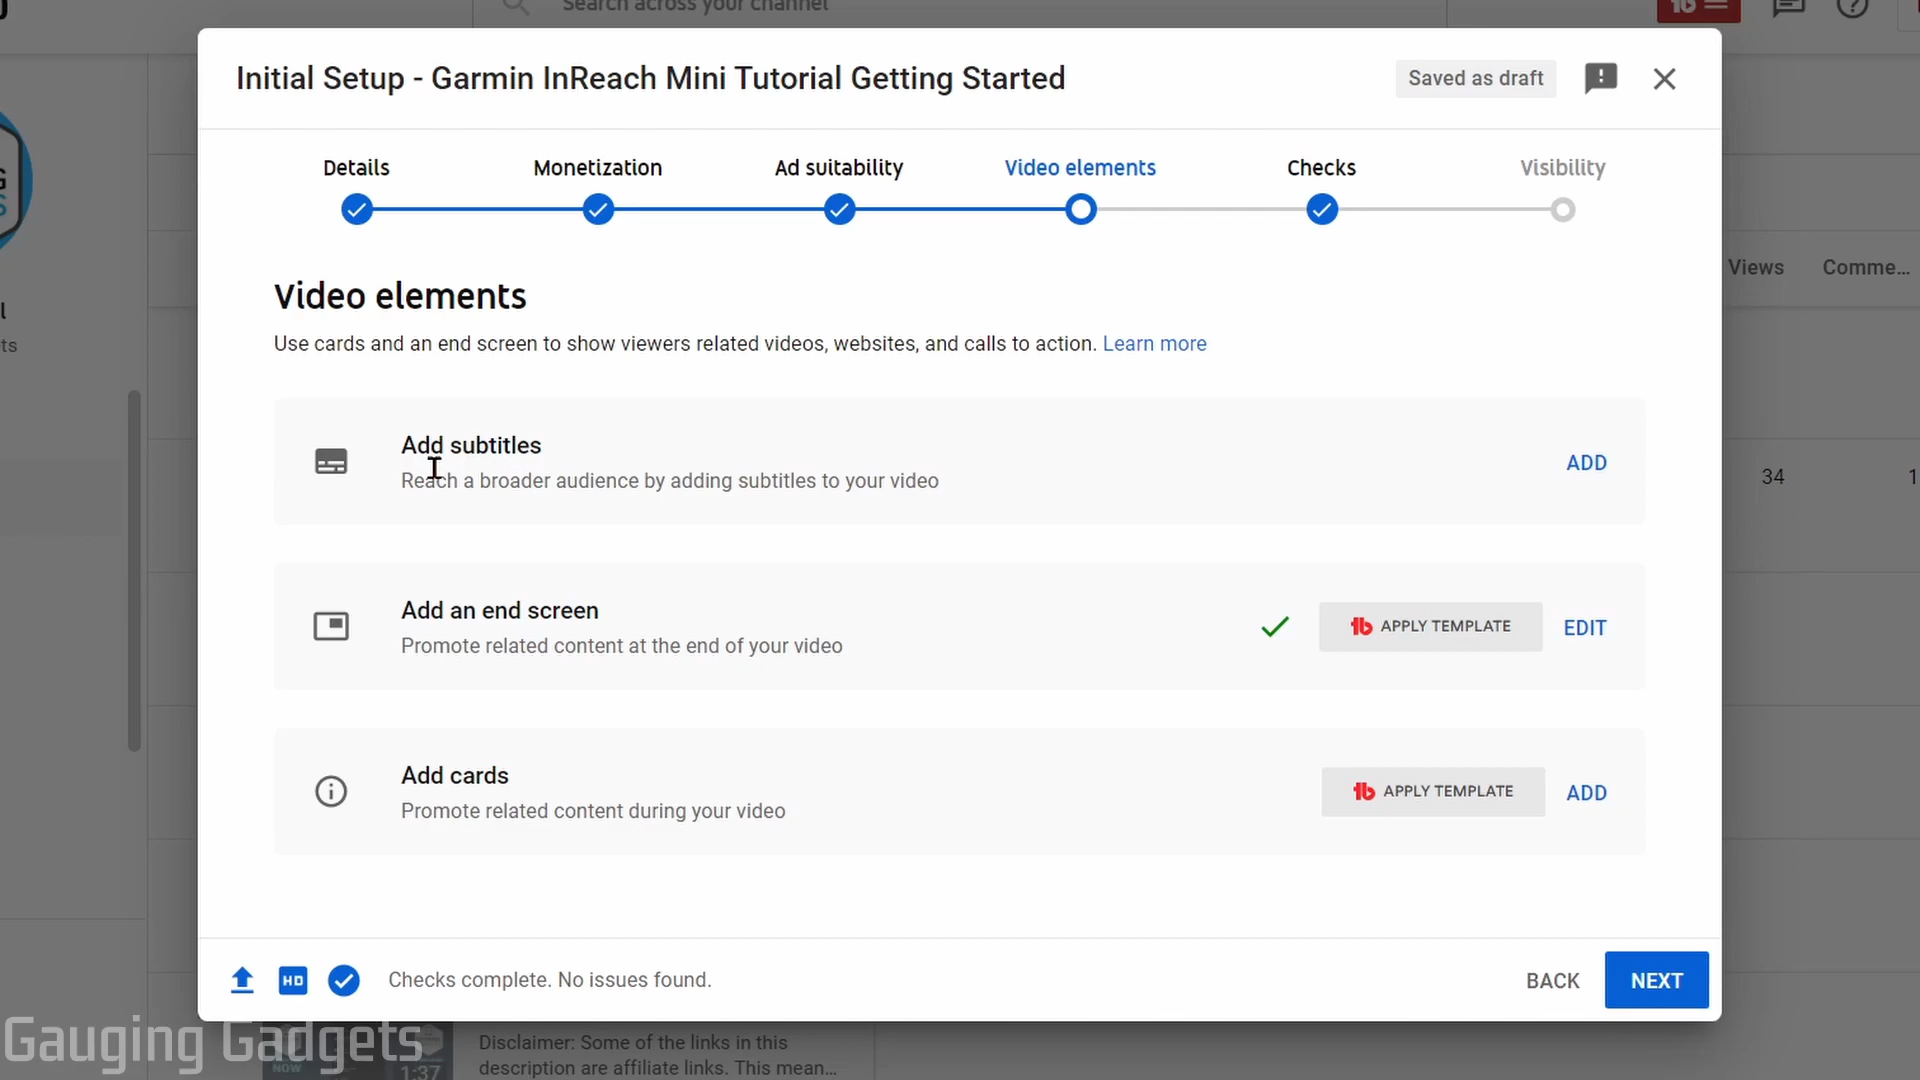 Search across your channel
Initial Setup - Garmin InReach Mini Tutorial Getting Started
Saved as draft
Details
Monetization
Ad suitability
Video elements
Checks
Visibility
Views
Comme...
Video elements
Use cards and an end screen to show viewers related videos, websites, and calls to action. Learn more
Add subtitles
Reach a broader audience by adding subtitles to your video
ADD
34
1
Add an end screen
Promote related content at the end of your video
APPLY TEMPLATE
EDIT
Add cards
Promote related content during your video
APPLY TEMPLATE
ADD
HD
Checks complete. No issues found.
BACK
NEXT
Gauging Gadgets
NOW
1:37
Disclaimer: Some of the links in this
description are affiliate links. This mean...